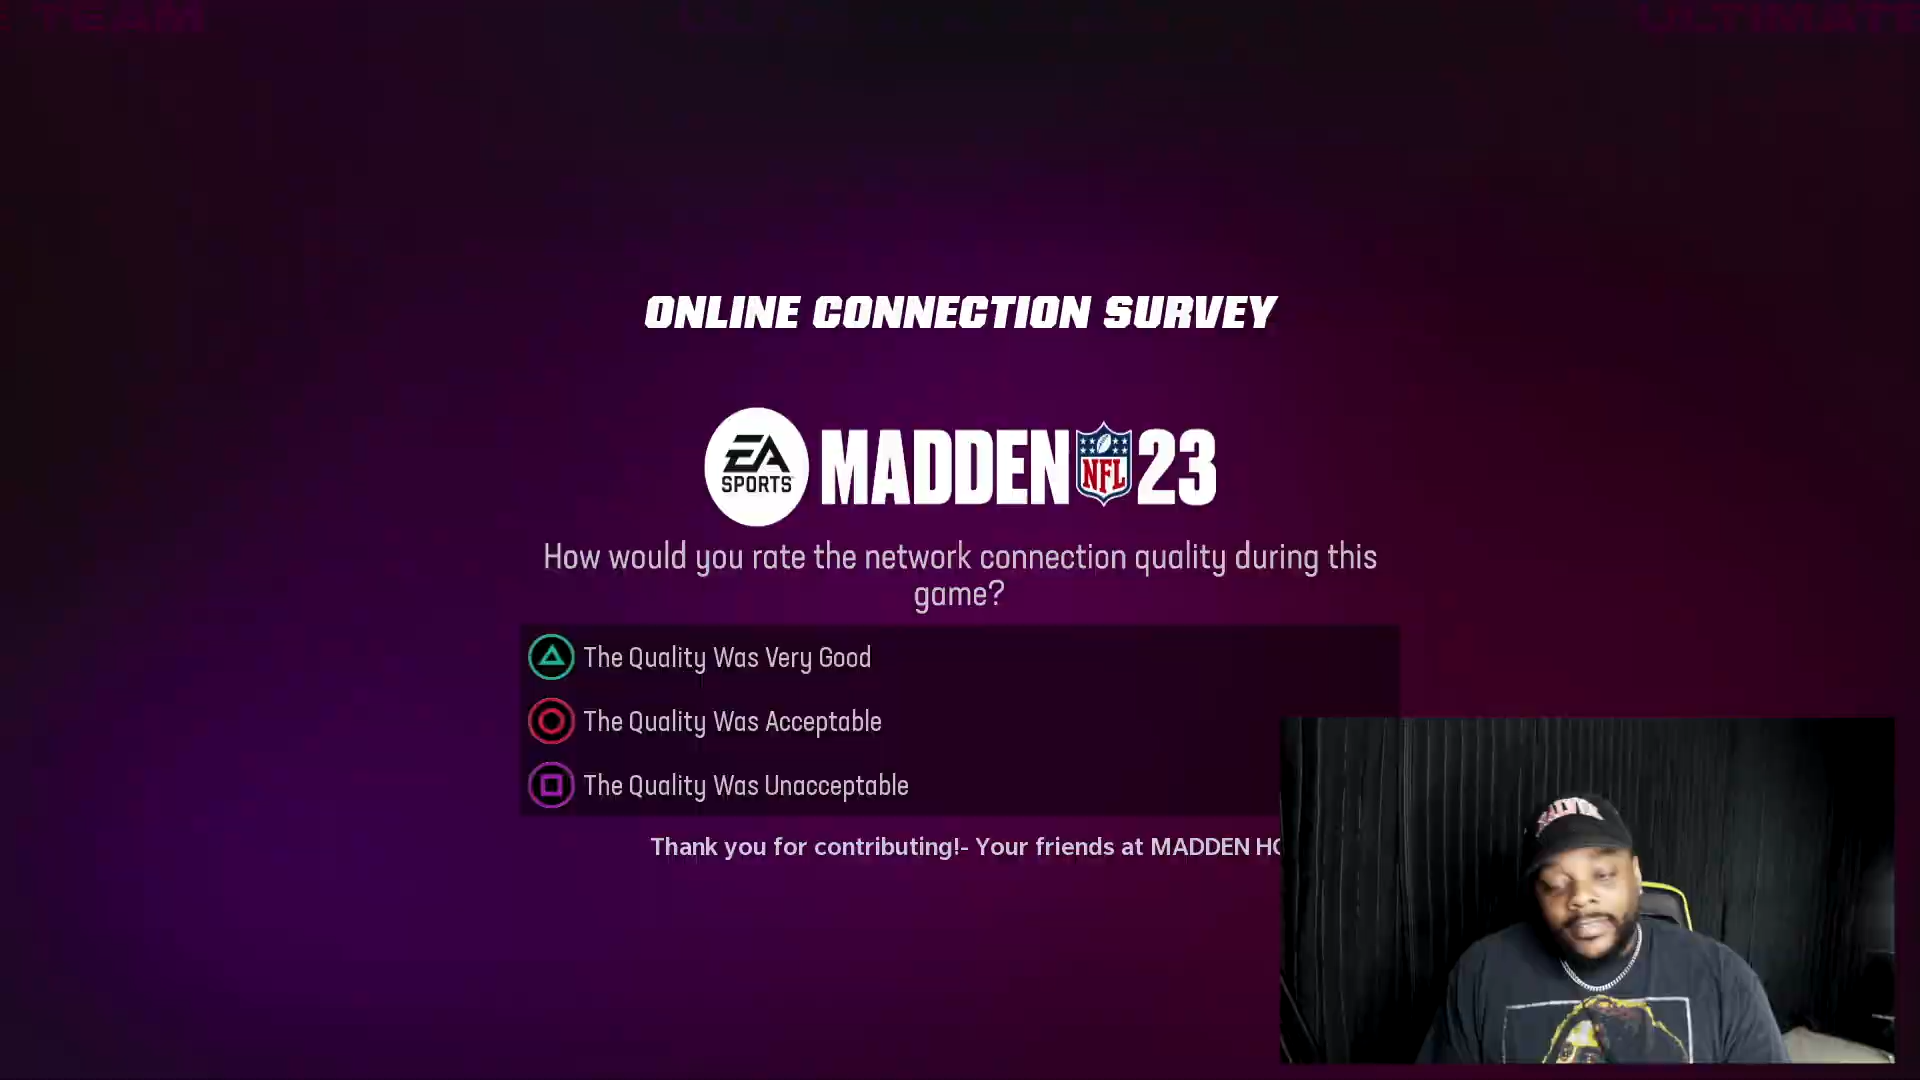 TEAM
ULTIMATE
ONLINE CONNECTION SURVEY
EA
SPORTS
MADDEN NFL 23
How would you rate the network connection quality during this
game?
The Quality Was Very Good
The Quality Was Acceptable
The Quality Was Unacceptable
Thank you for contributing!- Your friends at MADDEN